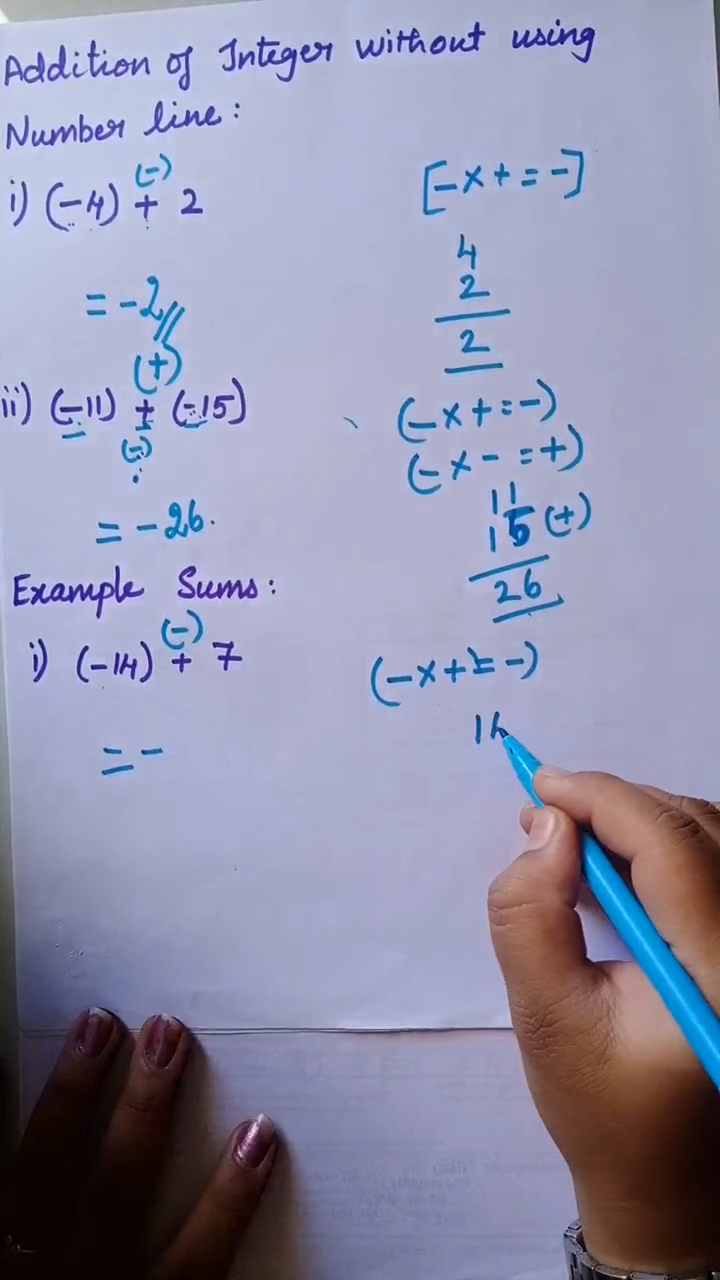 Addition of Integer without using
Number line:
(-)
i) (-4) + 2
[- x + = -]
4
2
2
= -2//
(+)
ii) (-11) + (-15)
(-)
(- x + = -)
(- x - = +)
11
15 (+)
26
= -26.
Example Sums:
(-)
i) (-14) + 7
(- x + = -)
14
= -